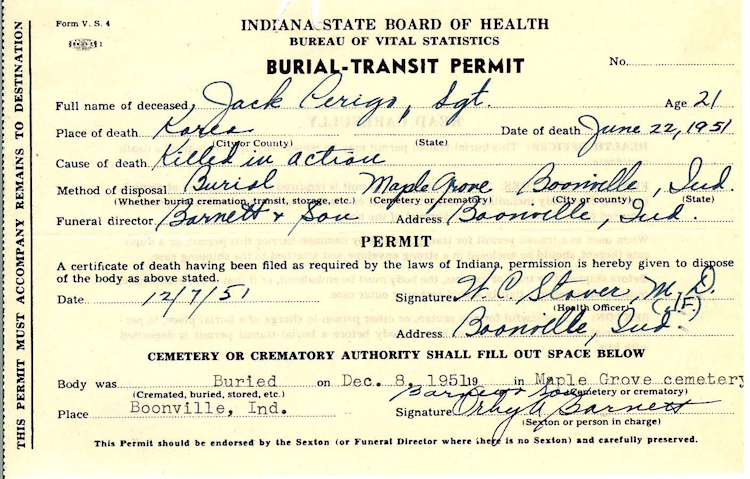 Form V. S. 4
INDIANA STATE BOARD OF HEALTH
BUREAU OF VITAL STATISTICS
BURIAL-TRANSIT PERMIT
No.
Full name of deceased, Jack Perigo, Sgt. Age 21
Place of death Korea Date of death June 22, 1951
(City or County) (State)
Cause of death Killed in action
Method of disposal Burial Maple Grove Boonville, Ind.
(Whether burial cremation, transit, storage, etc.) (Cemetery or crematory) (City or county) (State)
Funeral director Barnett & Son Address Boonville, Ind.
PERMIT
A certificate of death having been filed as required by the laws of Indiana, permission is hereby given to dispose
of the body as above stated.
Date 12/7/51 Signature W. C. Stover, M. D.
(Health Officer)
Address Boonville, Ind.
CEMETERY OR CREMATORY AUTHORITY SHALL FILL OUT SPACE BELOW
Body was Buried on Dec. 8, 1951 19 in Maple Grove cemetery
(Cremated, buried, stored, etc.) Barnett & Son (Cemetery or crematory)
Place Boonville, Ind. Signature Orby A Barnett
(Sexton or person in charge)
This Permit should be endorsed by the Sexton (or Funeral Director where there is no Sexton) and carefully preserved.
THIS PERMIT MUST ACCOMPANY REMAINS TO DESTINATION